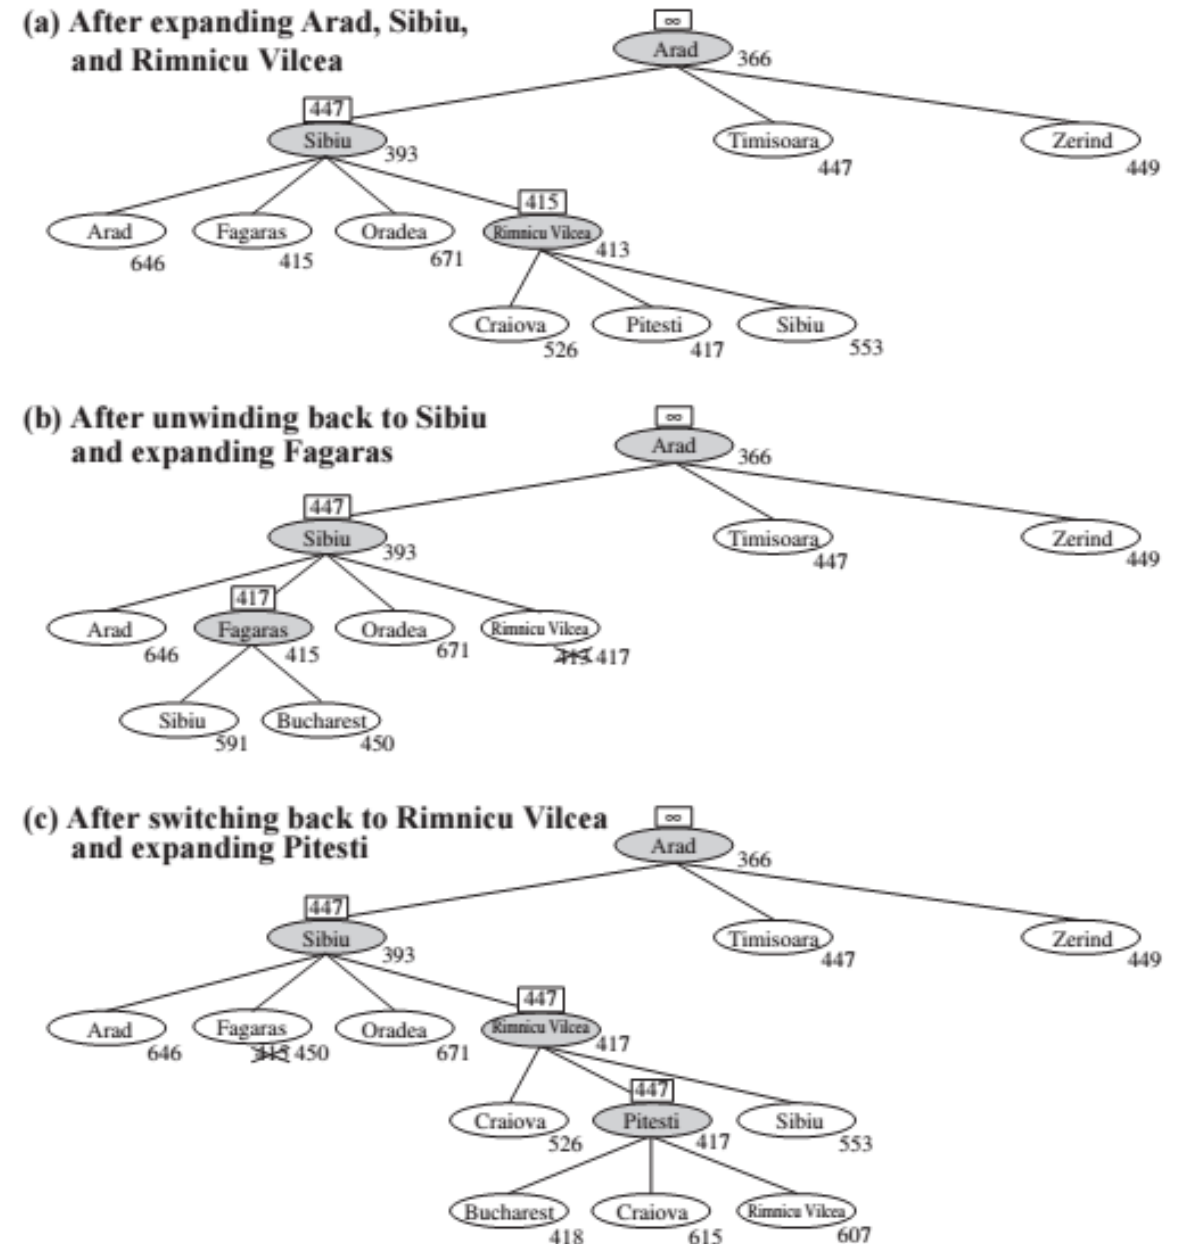 (a) After expanding Arad, Sibiu,
and Rimnicu Vilcea
∞
Arad
366
447
Sibiu
393
Timisoara
447
Zerind
449
Arad
646
Fagaras
415
Oradea
671
415
Rimnicu Vilcea
413
Craiova
526
Pitesti
417
Sibiu
553
(b) After unwinding back to Sibiu
and expanding Fagaras
∞
Arad
366
447
Sibiu
393
Timisoara
447
Zerind
449
Arad
646
417
Fagaras
415
Oradea
671
Rimnicu Vilcea
413 417
Sibiu
591
Bucharest
450
(c) After switching back to Rimnicu Vilcea
and expanding Pitesti
∞
Arad
366
447
Sibiu
393
Timisoara
447
Zerind
449
Arad
646
Fagaras
415 450
Oradea
671
447
Rimnicu Vilcea
417
Craiova
526
447
Pitesti
417
Sibiu
553
Bucharest
418
Craiova
615
Rimnicu Vilcea
607